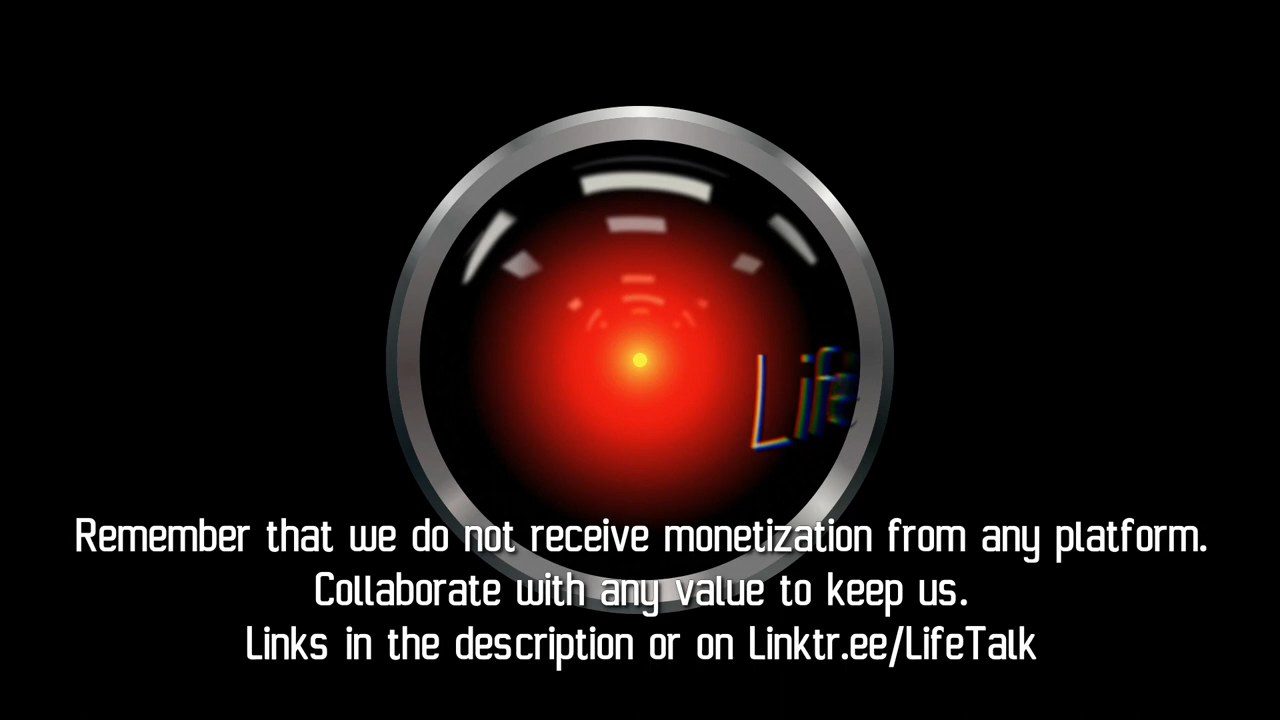 Life
Remember that we do not receive monetization from any platform.
Collaborate with any value to keep us.
Links in the description or on Linktr.ee/LifeTalk